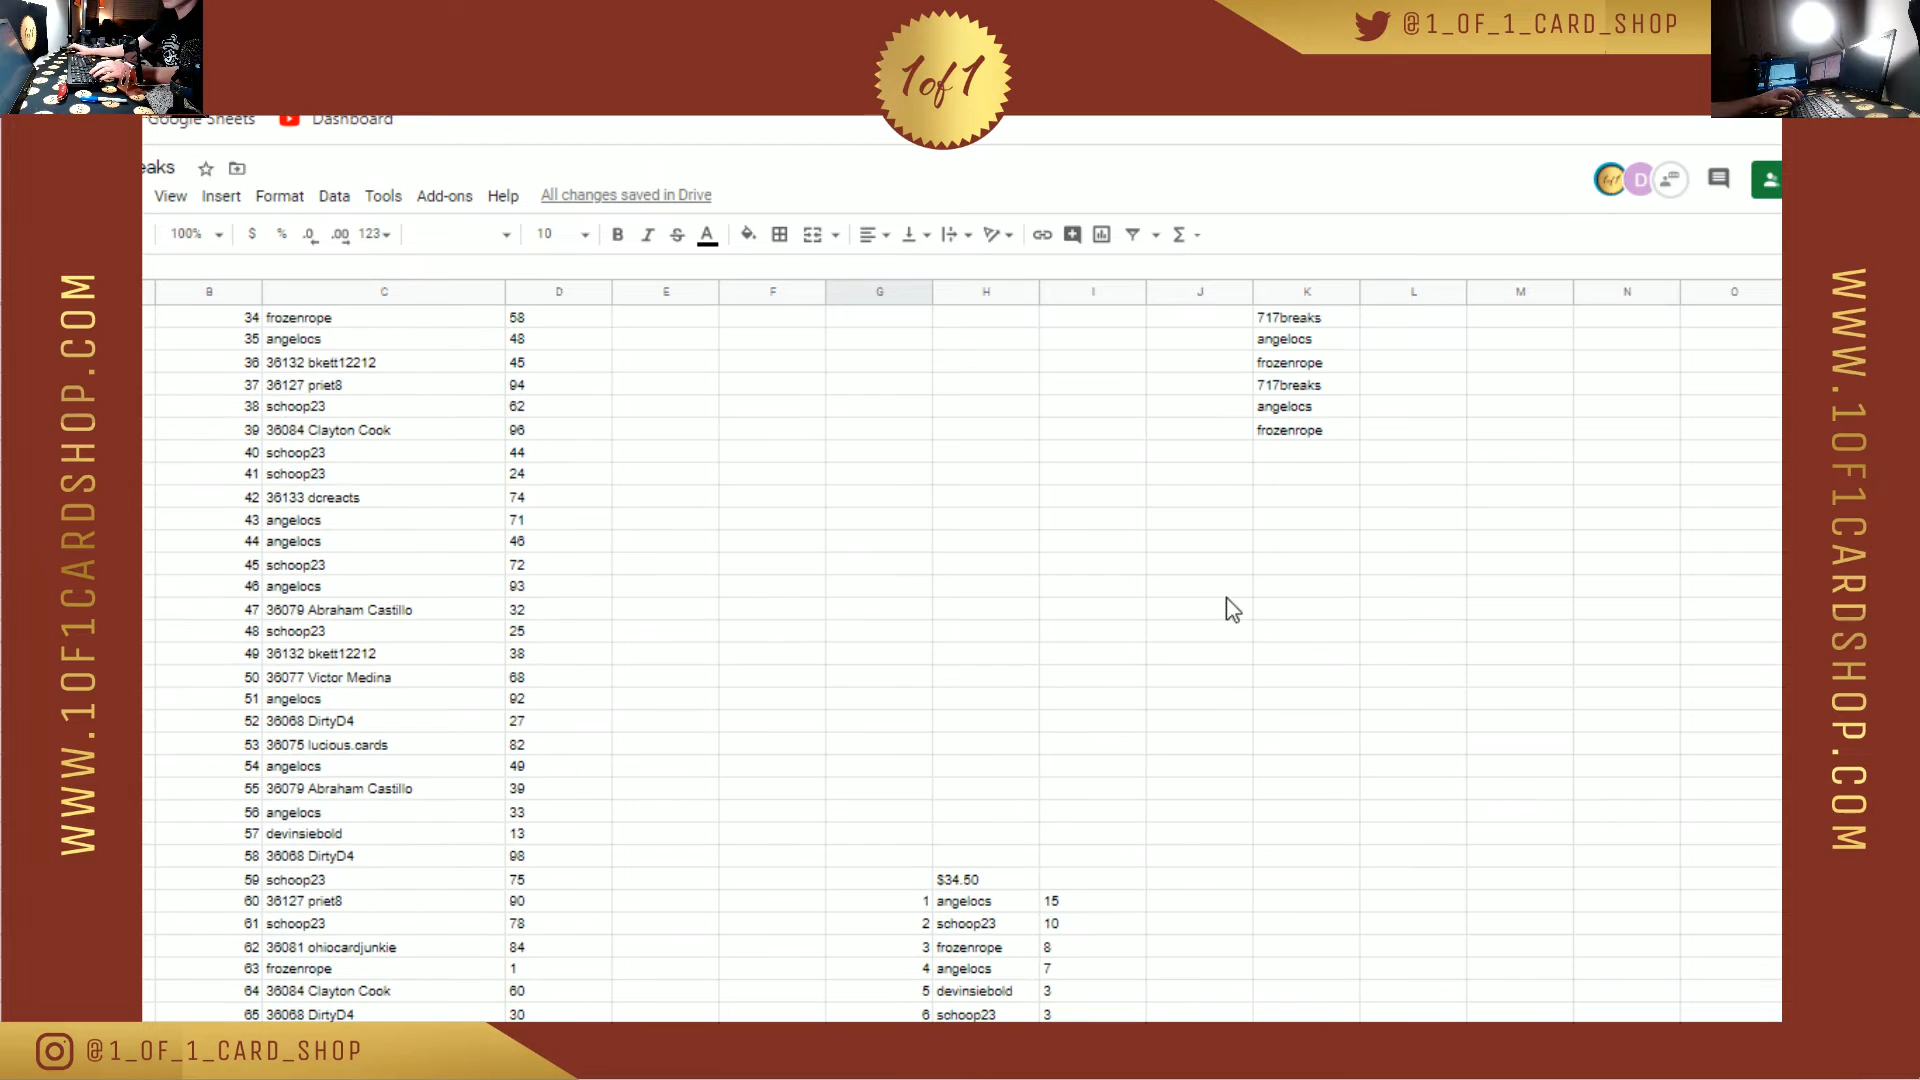 1of1
@1_OF_1_CARD_SHOP
Google Sheets Dashboard
eaks
View Insert Format Data Tools Add-ons Help All changes saved in Drive
100% $ % .0 .00 123 10 B I S A
B C D E F G H I J K L M N O
34 frozenrope 58 717breaks
35 angelocs 48 angelocs
36 36132 bkett12212 45 frozenrope
37 36127 priet8 94 717breaks
38 schoop23 62 angelocs
39 36084 Clayton Cook 96 frozenrope
40 schoop23 44
41 schoop23 24
42 36133 dcreacts 74
43 angelocs 71
44 angelocs 46
45 schoop23 72
46 angelocs 93
47 36079 Abraham Castillo 32
48 schoop23 25
49 36132 bkett12212 38
50 36077 Victor Medina 68
51 angelocs 92
52 36068 DirtyD4 27
53 36075 lucious.cards 82
54 angelocs 49
55 36079 Abraham Castillo 39
56 angelocs 33
57 devinsiebold 13
58 36068 DirtyD4 98
59 schoop23 75 $34.50
60 36127 priet8 90 1 angelocs 15
61 schoop23 78 2 schoop23 10
62 36081 ohiocardjunkie 84 3 frozenrope 8
63 frozenrope 1 4 angelocs 7
64 36084 Clayton Cook 60 5 devinsiebold 3
65 36068 DirtyD4 30 6 schoop23 3
WWW.1OF1CARDSHOP.COM
WWW.1OF1CARDSHOP.COM
@1_OF_1_CARD_SHOP